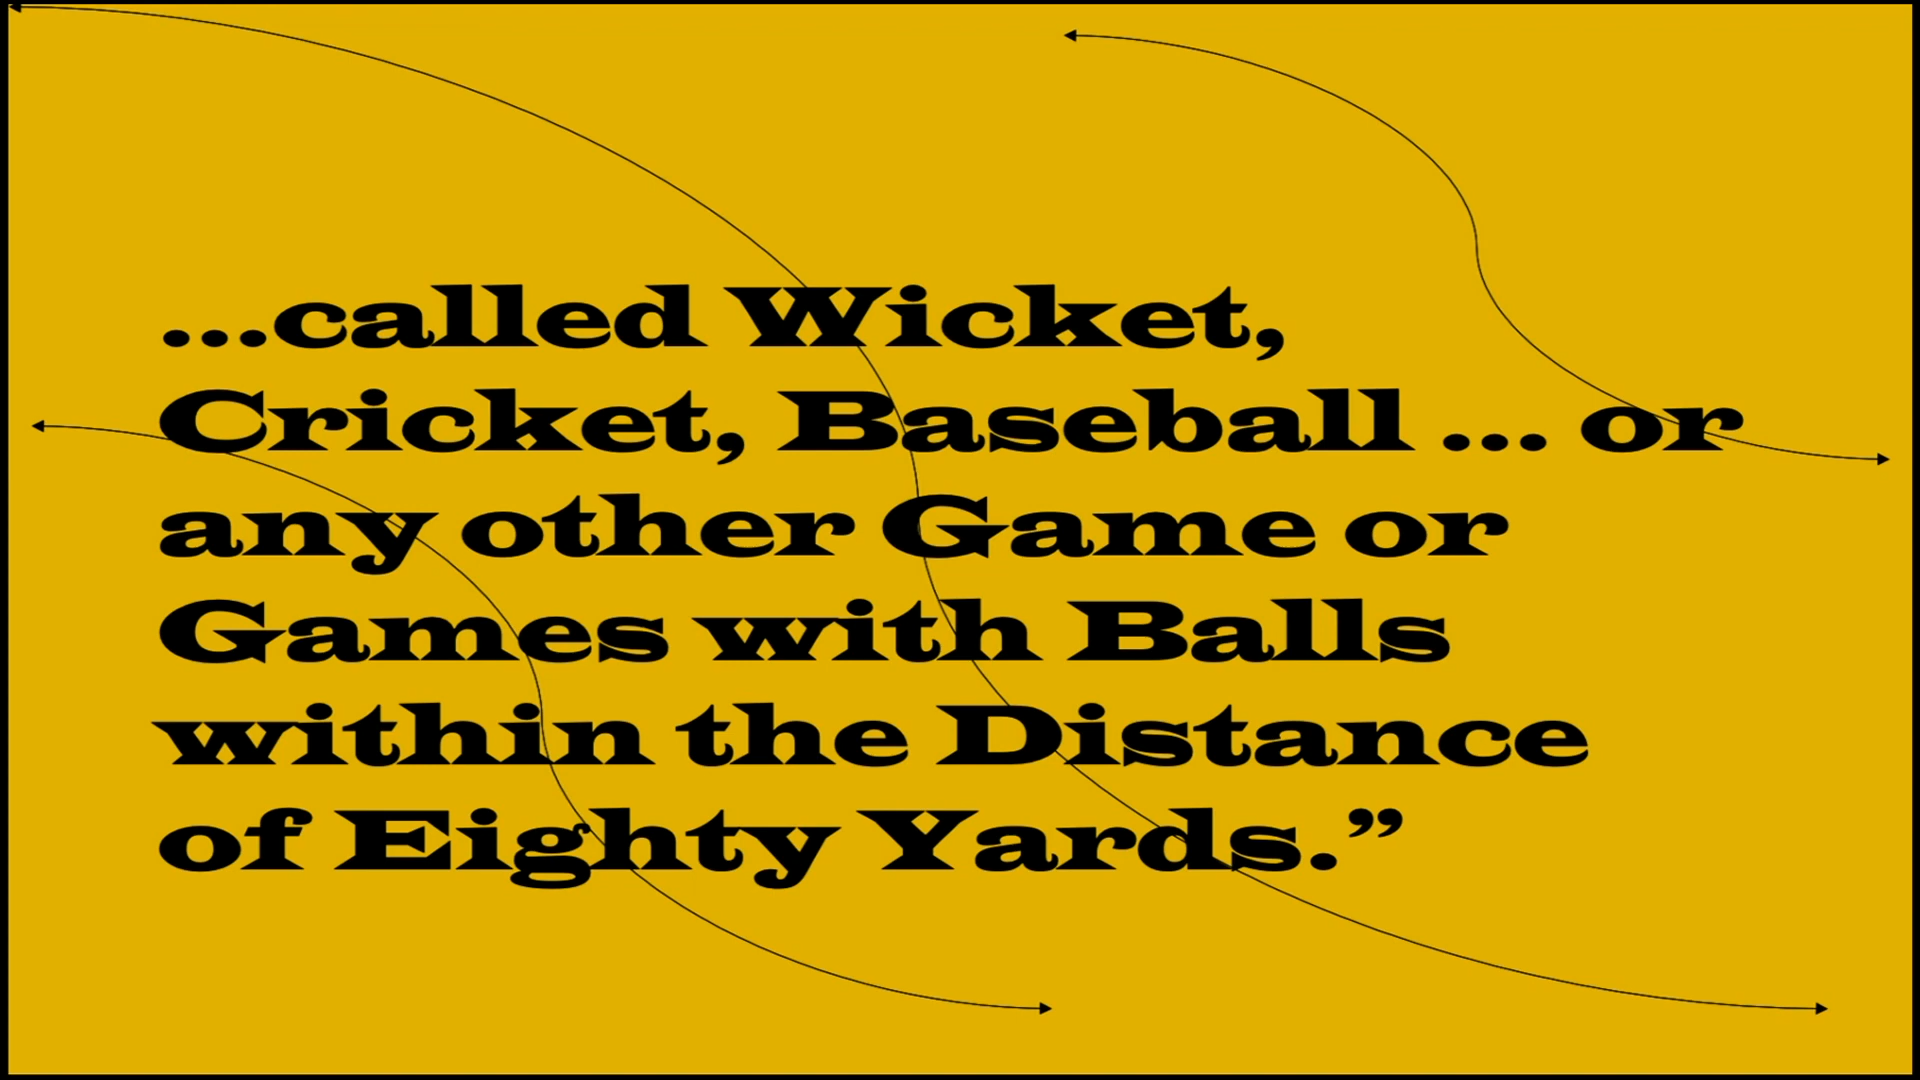 ...called Wicket,
Cricket, Baseball ... or
any other Game or
Games with Balls
within the Distance
of Eighty Yards.”